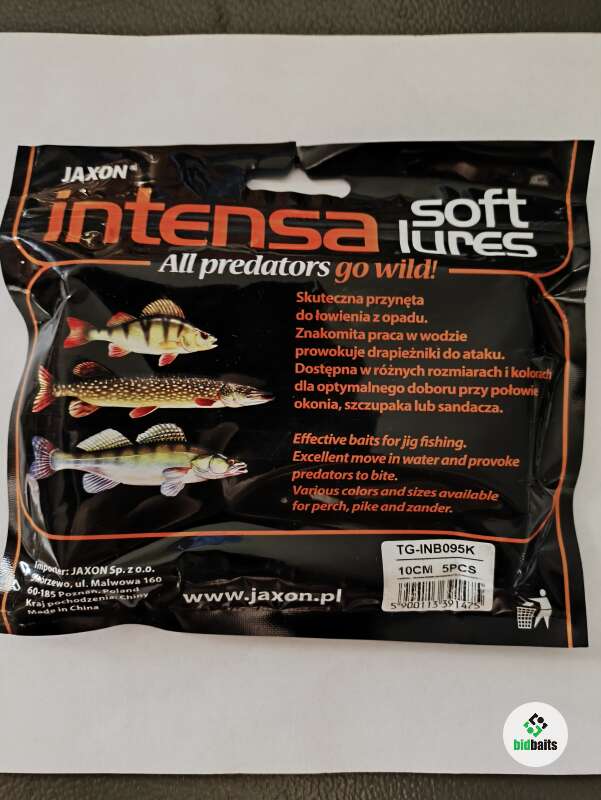 JAXON
intensa
soft
lures
All predators go wild!
Skuteczna przynęta
do łowienia z opadu.
Znakomita praca w wodzie
prowokuje drapieżniki do ataku.
Dostępna w różnych rozmiarach i kolorach
dla optymalnego doboru przy połowie
okonia, szczupaka lub sandacza.
Effective baits for jig fishing.
Excellent move in water and provoke
predators to bite.
Various colors and sizes available
for perch, pike and zander.
TG-INB095K
10CM 5PCS
5 900113 391475
Importer: JAXON Sp. z o.o.
Skórzewo, ul. Malwowa 160
60-185 Poznań, Poland
Kraj pochodzenia: Chiny
Made in China
www.jaxon.pl
bidbaits